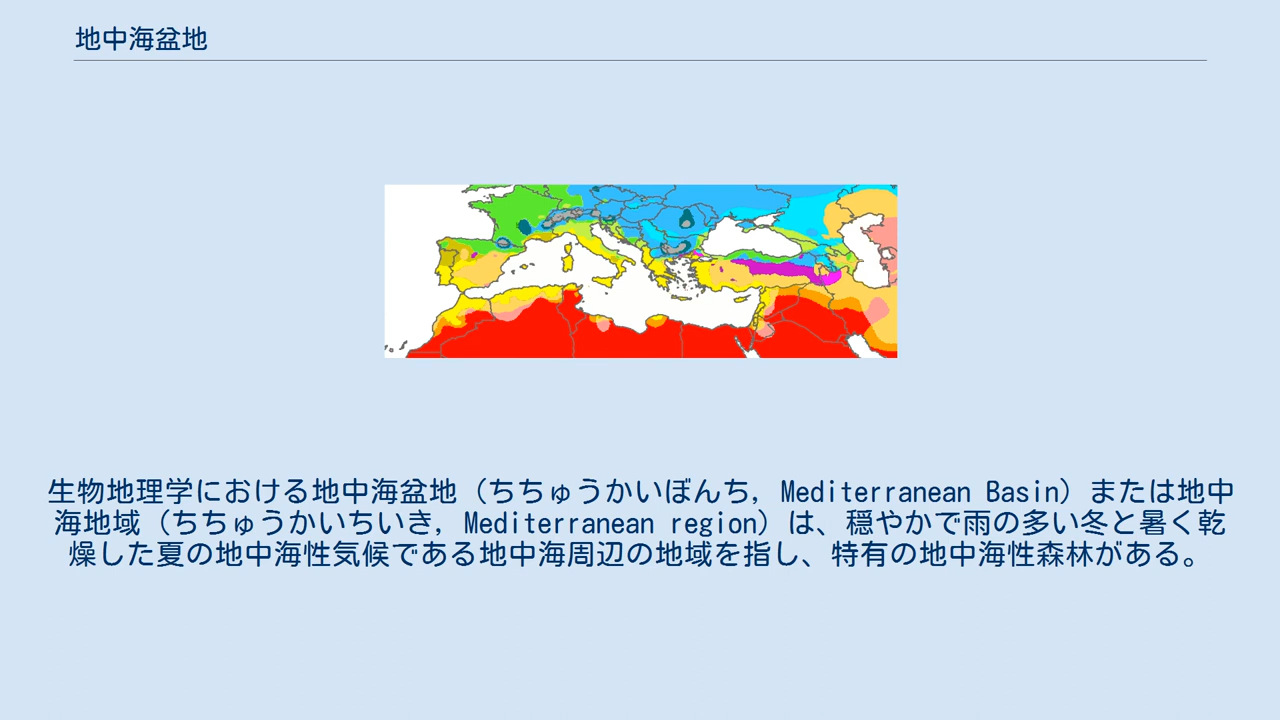 地中海盆地
生物地理学における地中海盆地（ちちゅうかいぼんち, Mediterranean Basin）または地中
海地域（ちちゅうかいちいき, Mediterranean region）は、穏やかで雨の多い冬と暑く乾
燥した夏の地中海性気候である地中海周辺の地域を指し、特有の地中海性森林がある。